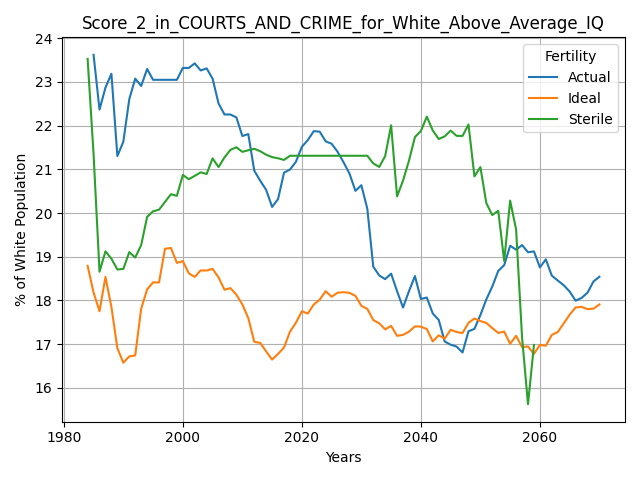 Score_2_in_COURTS_AND_CRIME_for_White_Above_Average_IQ
% of White Population
24
23
22
21
20
19
18
17
16
Fertility
Actual
Ideal
Sterile
1980
2000
2020
2040
2060
Years